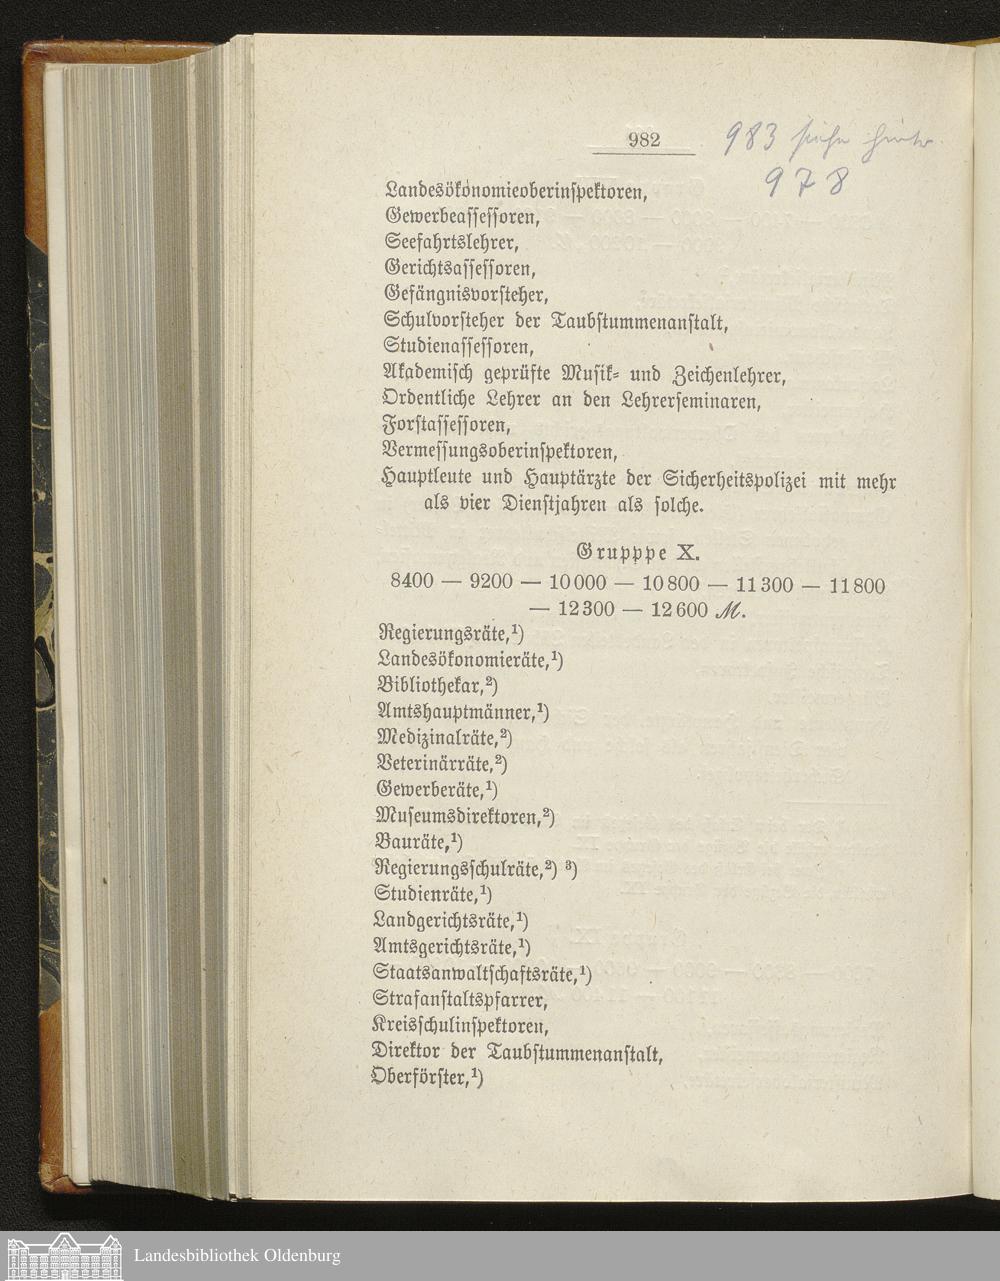 982
983 siehe hinter
978
Landesökonomieoberinspektoren,
Gewerbeassessoren,
Seefahrtslehrer,
Gerichtsassessoren,
Gefängnisvorsteher,
Schulvorsteher der Taubstummenanstalt,
Studienassessoren,
Akademisch geprüfte Musik- und Zeichenlehrer,
Ordentliche Lehrer an den Lehrerseminaren,
Forstassessoren,
Vermessungsoberinspektoren,
Hauptleute und Hauptärzte der Sicherheitspolizei mit mehr
als vier Dienstjahren als solche.
Grupppe X.
8400 — 9200 — 10000 — 10800 — 11300 — 11800
— 12300 — 12600 ℳ.
Regierungsräte,¹)
Landesökonomieräte,¹)
Bibliothekar,²)
Amtshauptmänner,¹)
Medizinalräte,²)
Veterinärräte,²)
Gewerberäte,¹)
Museumsdirektoren,²)
Bauräte,¹)
Regierungsschulräte,²) ³)
Studienräte,¹)
Landgerichtsräte,¹)
Amtsgerichtsräte,¹)
Staatsanwaltschaftsräte,¹)
Strafanstaltspfarrer,
Kreisschulinspektoren,
Direktor der Taubstummenanstalt,
Oberförster,¹)
Landesbibliothek Oldenburg